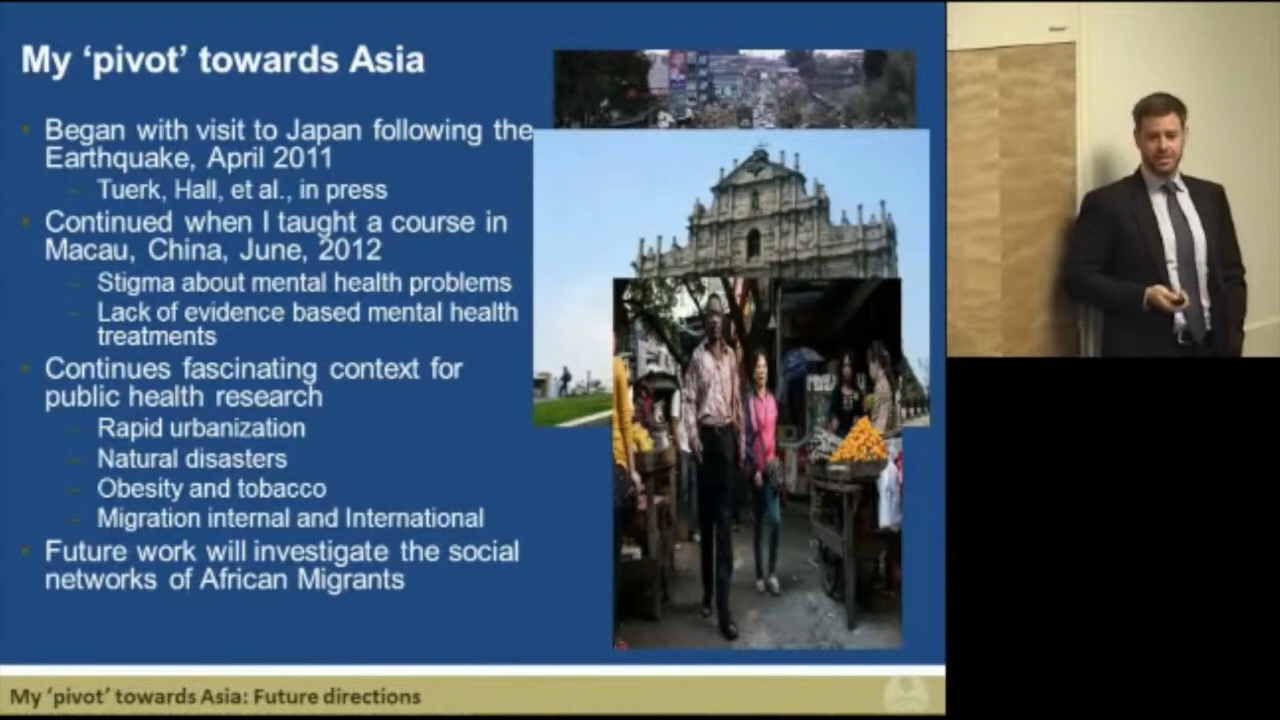 My ‘pivot’ towards Asia
Began with visit to Japan following the
Earthquake, April 2011
Tuerk, Hall, et al., in press
Continued when I taught a course in
Macau, China, June, 2012
Stigma about mental health problems
Lack of evidence based mental health
treatments
Continues fascinating context for
public health research
Rapid urbanization
Natural disasters
Obesity and tobacco
Migration internal and International
Future work will investigate the social
networks of African Migrants
My ‘pivot’ towards Asia: Future directions